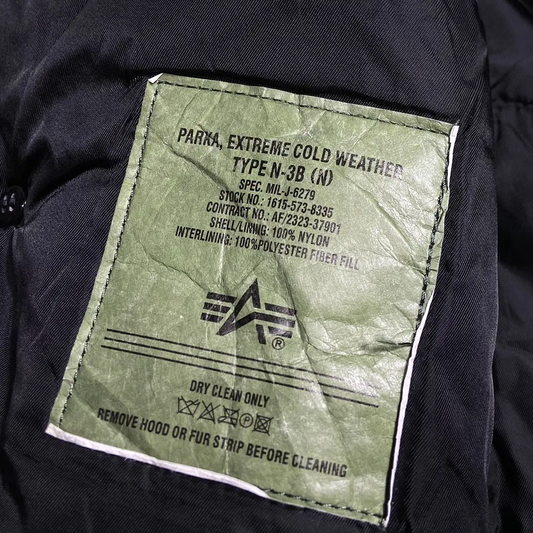 PARKA, EXTREME COLD WEATHER
TYPE N-3B (N)
SPEC. MIL-J-6279
STOCK NO.: 1615-573-8335
CONTRACT NO.: AF/2323-37901
SHELL/LINING: 100% NYLON
INTERLINING: 100%POLYESTER FIBER FILL
®
DRY CLEAN ONLY
P
REMOVE HOOD OR FUR STRIP BEFORE CLEANING